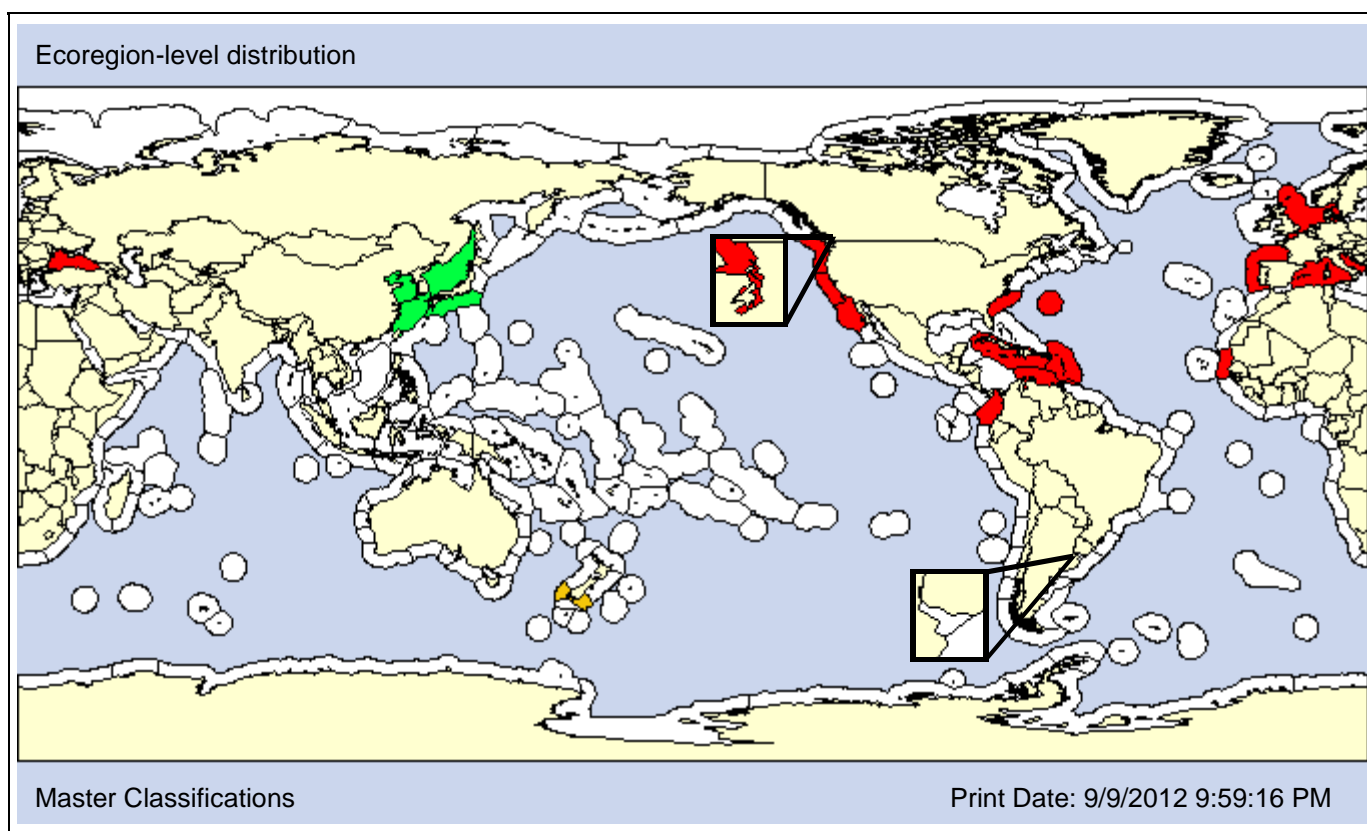 Ecoregion-level distribution
Master Classifications
Print Date: 9/9/2012 9:59:16 PM